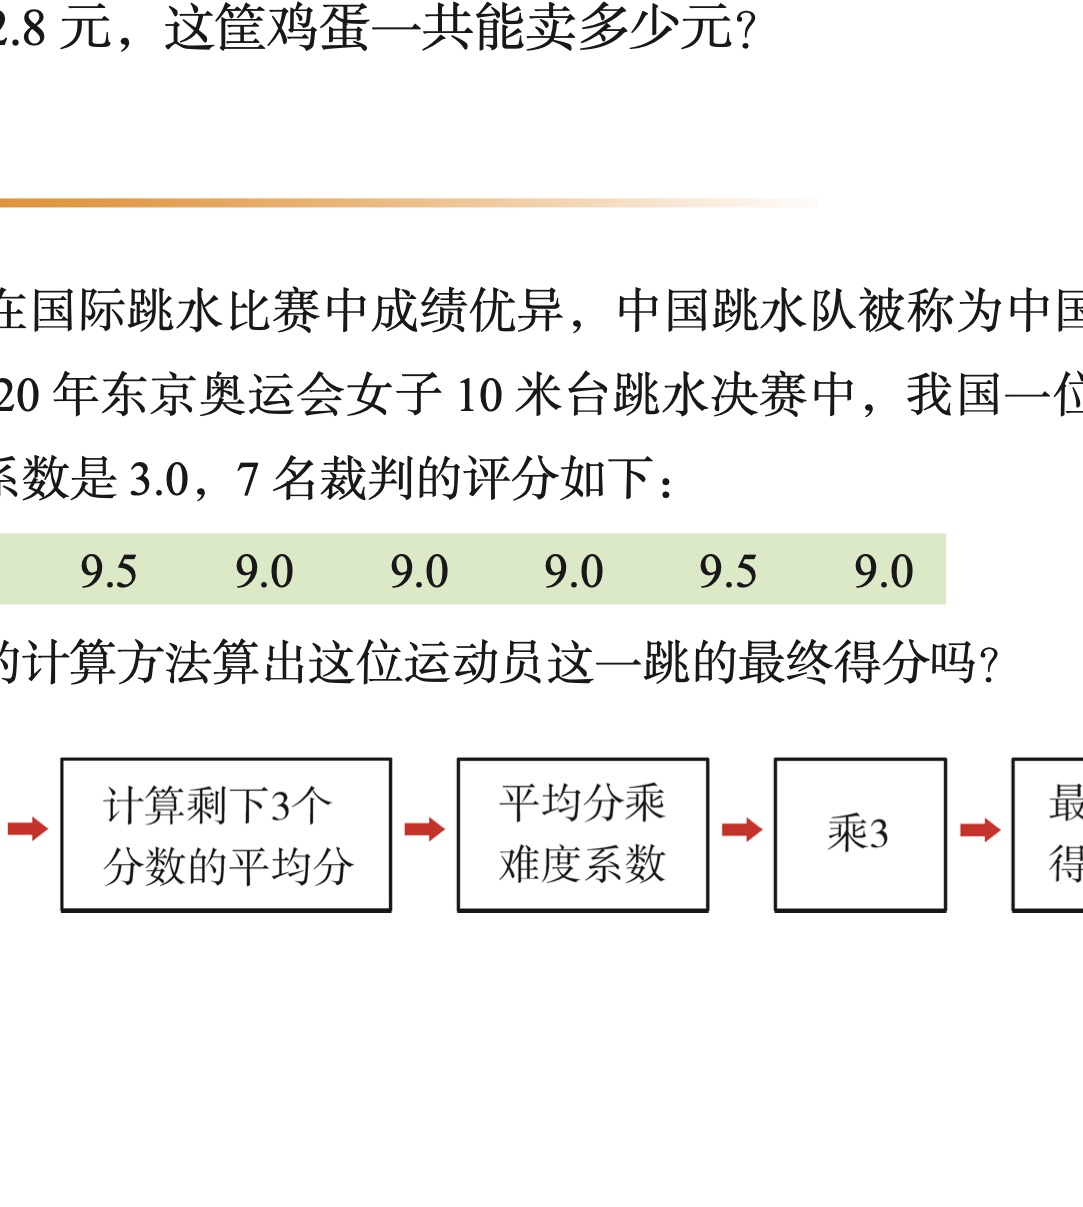 2.8 元，这筐鸡蛋一共能卖多少元？
在国际跳水比赛中成绩优异，中国跳水队被称为中国
20 年东京奥运会女子 10 米台跳水决赛中，我国一位
系数是 3.0，7 名裁判的评分如下：
9.5 9.0 9.0 9.0 9.5 9.0
的计算方法算出这位运动员这一跳的最终得分吗？
计算剩下3个
分数的平均分
平均分乘
难度系数
乘3
最
得